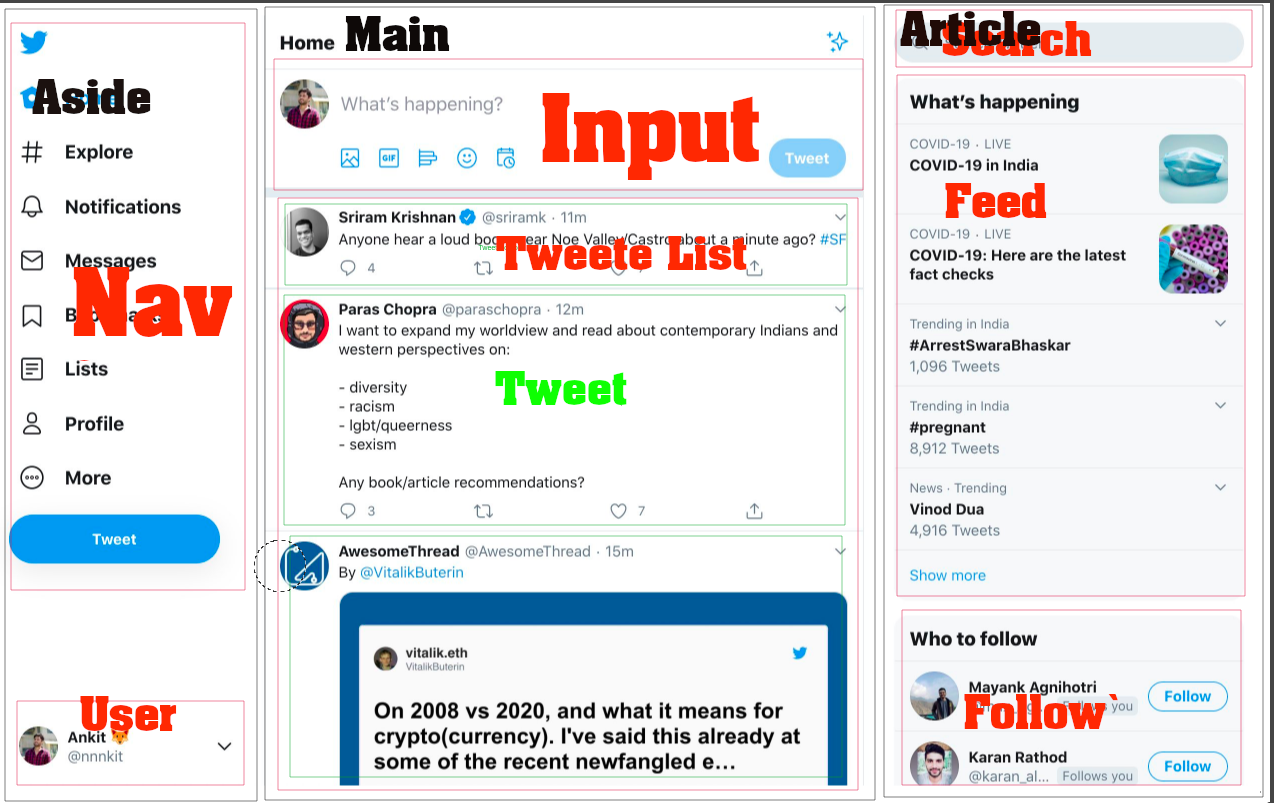 Aside
Explore
Notifications
Messages
Nav
Lists
Profile
More
Tweet
User
Ankit
@nnnkit
Home Main
What's happening?
GIF
Input
Tweet
Sriram Krishnan @sriramk · 11m
Anyone hear a loud near Noe Valley/Castro about a minute ago? #SF
Tweete List
4
Paras Chopra @paraschopra · 12m
I want to expand my worldview and read about contemporary Indians and
western perspectives on:
- diversity
Tweet
- racism
- lgbt/queerness
- sexism
Any book/article recommendations?
3 7
AwesomeThread @AwesomeThread · 15m
By @VitalikButerin
vitalik.eth
VitalikButerin
On 2008 vs 2020, and what it means for
crypto(currency). I've said this already at
some of the recent newfangled e...
Article
Search
What's happening
COVID-19 · LIVE
COVID-19 in India
Feed
COVID-19 · LIVE
COVID-19: Here are the latest
fact checks
Trending in India
#ArrestSwaraBhaskar
1,096 Tweets
Trending in India
#pregnant
8,912 Tweets
News · Trending
Vinod Dua
4,916 Tweets
Show more
Who to follow
Mayank Agnihotri
Follows you
Follow
Follow`
Karan Rathod
@karan_al... Follows you
Follow